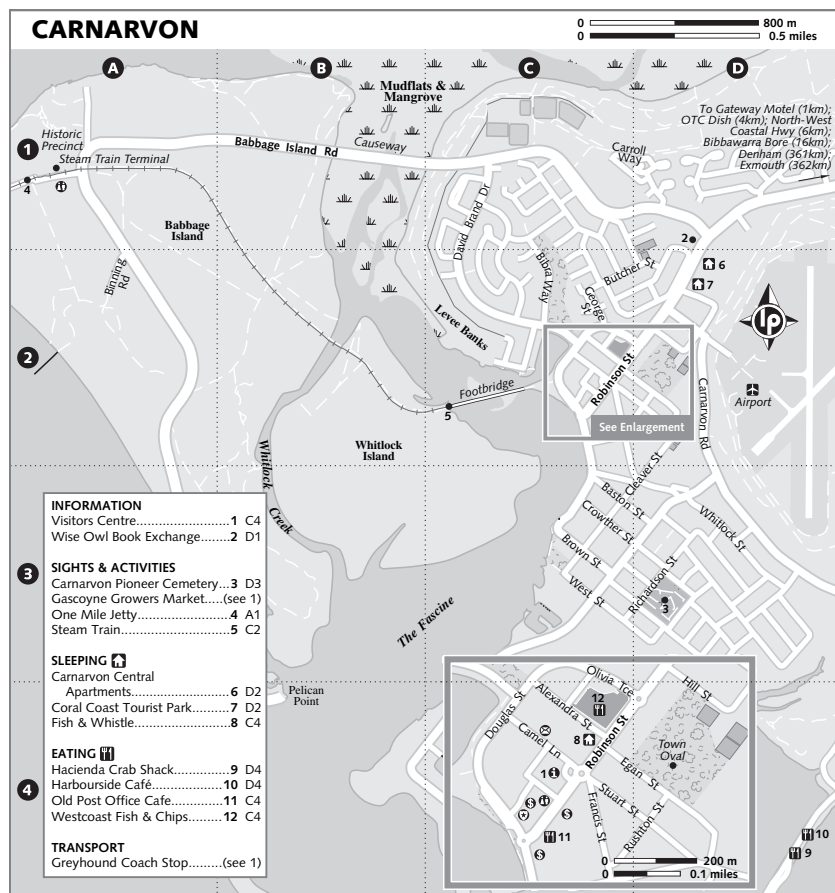 CARNARVON
0 800 m
0 0.5 miles
A
B
C
D
1
2
3
4
Mudflats &
Mangrove
To Gateway Motel (1km);
OTC Dish (4km); North-West
Coastal Hwy (6km);
Bibbawarra Bore (16km);
Denham (361km);
Exmouth (362km)
Historic
Precinct
Steam Train Terminal
4
Babbage Island Rd
Causeway
Carroll
Way
Babbage
Island
Binning
Rd
David Brand Dr
Bibra Way
2
Butcher St
6
7
George
St
Levee Banks
lp
Robinson St
Footbridge
5
See Enlargement
Carnarvon Rd
Airport
Whitlock
Island
Whitlock
Creek
Cleaver St
Baston St
Crowther St
Whitlock St
Brown St
West St
Richardson St
3
The Fascine
Pelican
Point
INFORMATION
Visitors Centre.......................1 C4
Wise Owl Book Exchange.......2 D1
SIGHTS & ACTIVITIES
Carnarvon Pioneer Cemetery...3 D3
Gascoyne Growers Market....(see 1)
One Mile Jetty.......................4 A1
Steam Train...........................5 C2
SLEEPING
Carnarvon Central
Apartments.......................6 D2
Coral Coast Tourist Park.........7 D2
Fish & Whistle.......................8 C4
EATING
Hacienda Crab Shack.............9 D4
Harbourside Café.................10 D4
Old Post Office Cafe.............11 C4
Westcoast Fish & Chips.........12 C4
TRANSPORT
Greyhound Coach Stop........(see 1)
Olivia Tce
Hill St
Douglas St
Alexandra St
12
Robinson St
Camel Ln
8
Town
Oval
1
Egan St
Stuart St
Francis St
Rushton St
11
10
9
0 200 m
0 0.1 miles